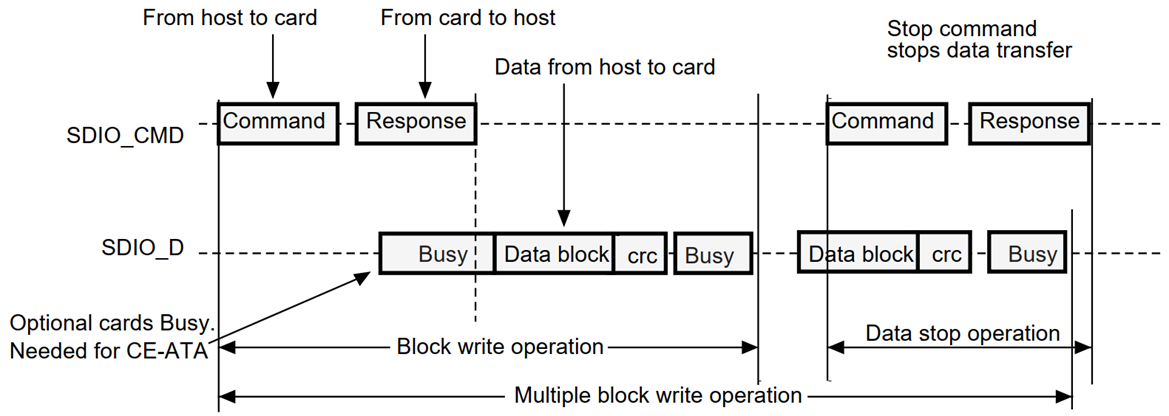 From host to card
From card to host
Stop command
stops data transfer
Data from host to card
SDIO_CMD
Command
Response
Command
Response
SDIO_D
Busy
Data block
crc
Busy
Data block
crc
Busy
Optional cards Busy.
Needed for CE-ATA
Block write operation
Data stop operation
Multiple block write operation